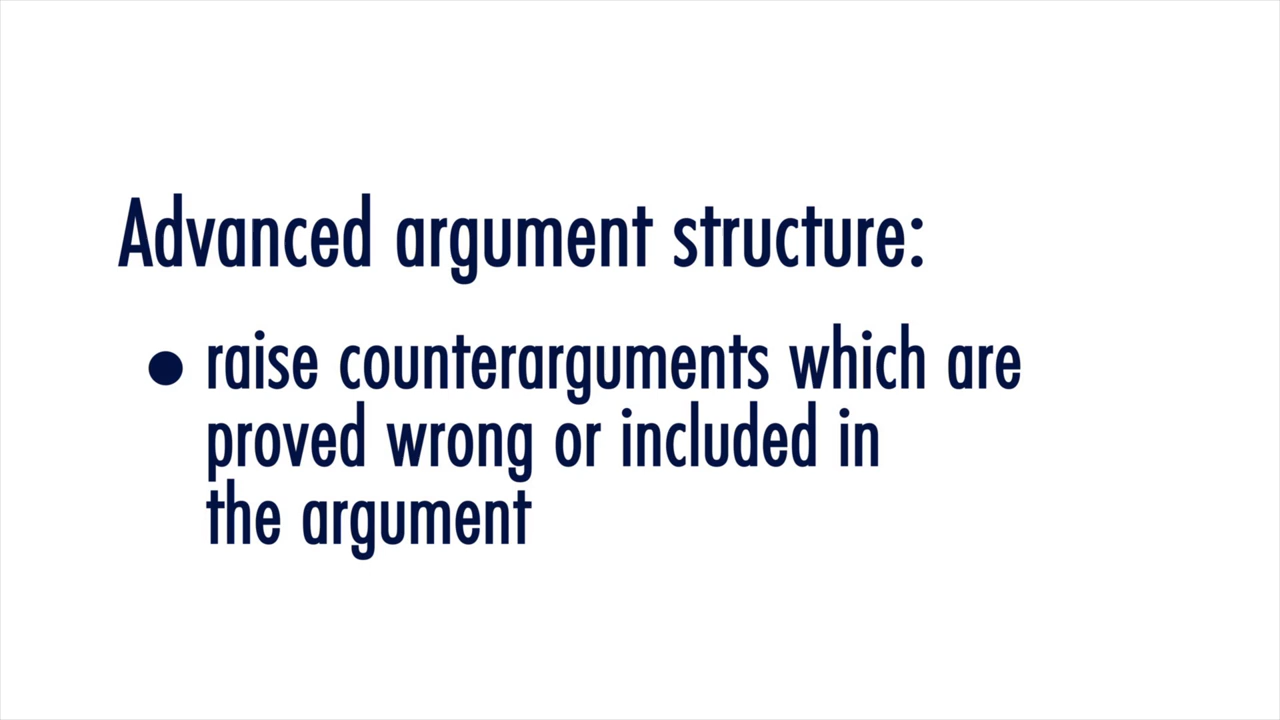 Advanced argument structure:
• raise counterarguments which are
proved wrong or included in
the argument